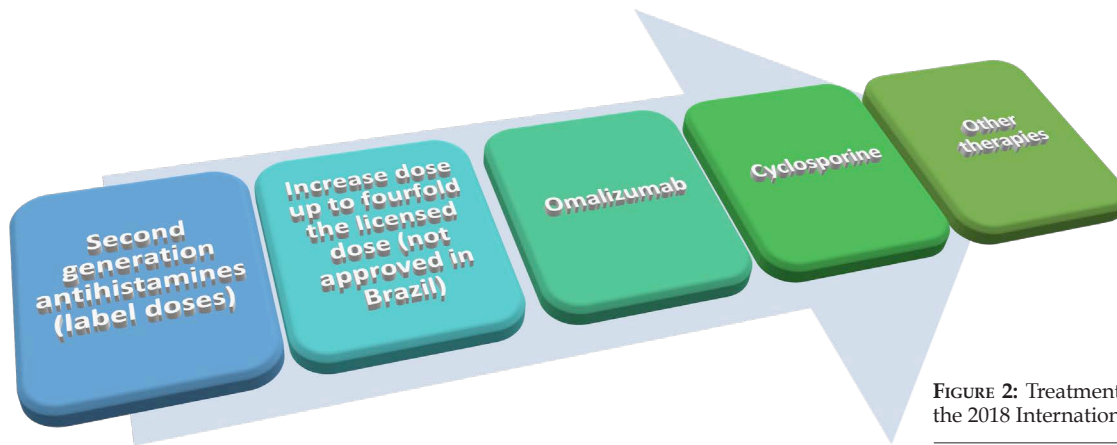 Second
generation
antihistamines
(label doses)
Increase dose
up to fourfold
the licensed
dose (not
approved in
Brazil)
Omalizumab
Cyclosporine
Other
therapies
FIGURE 2: Treatment
the 2018 Internation